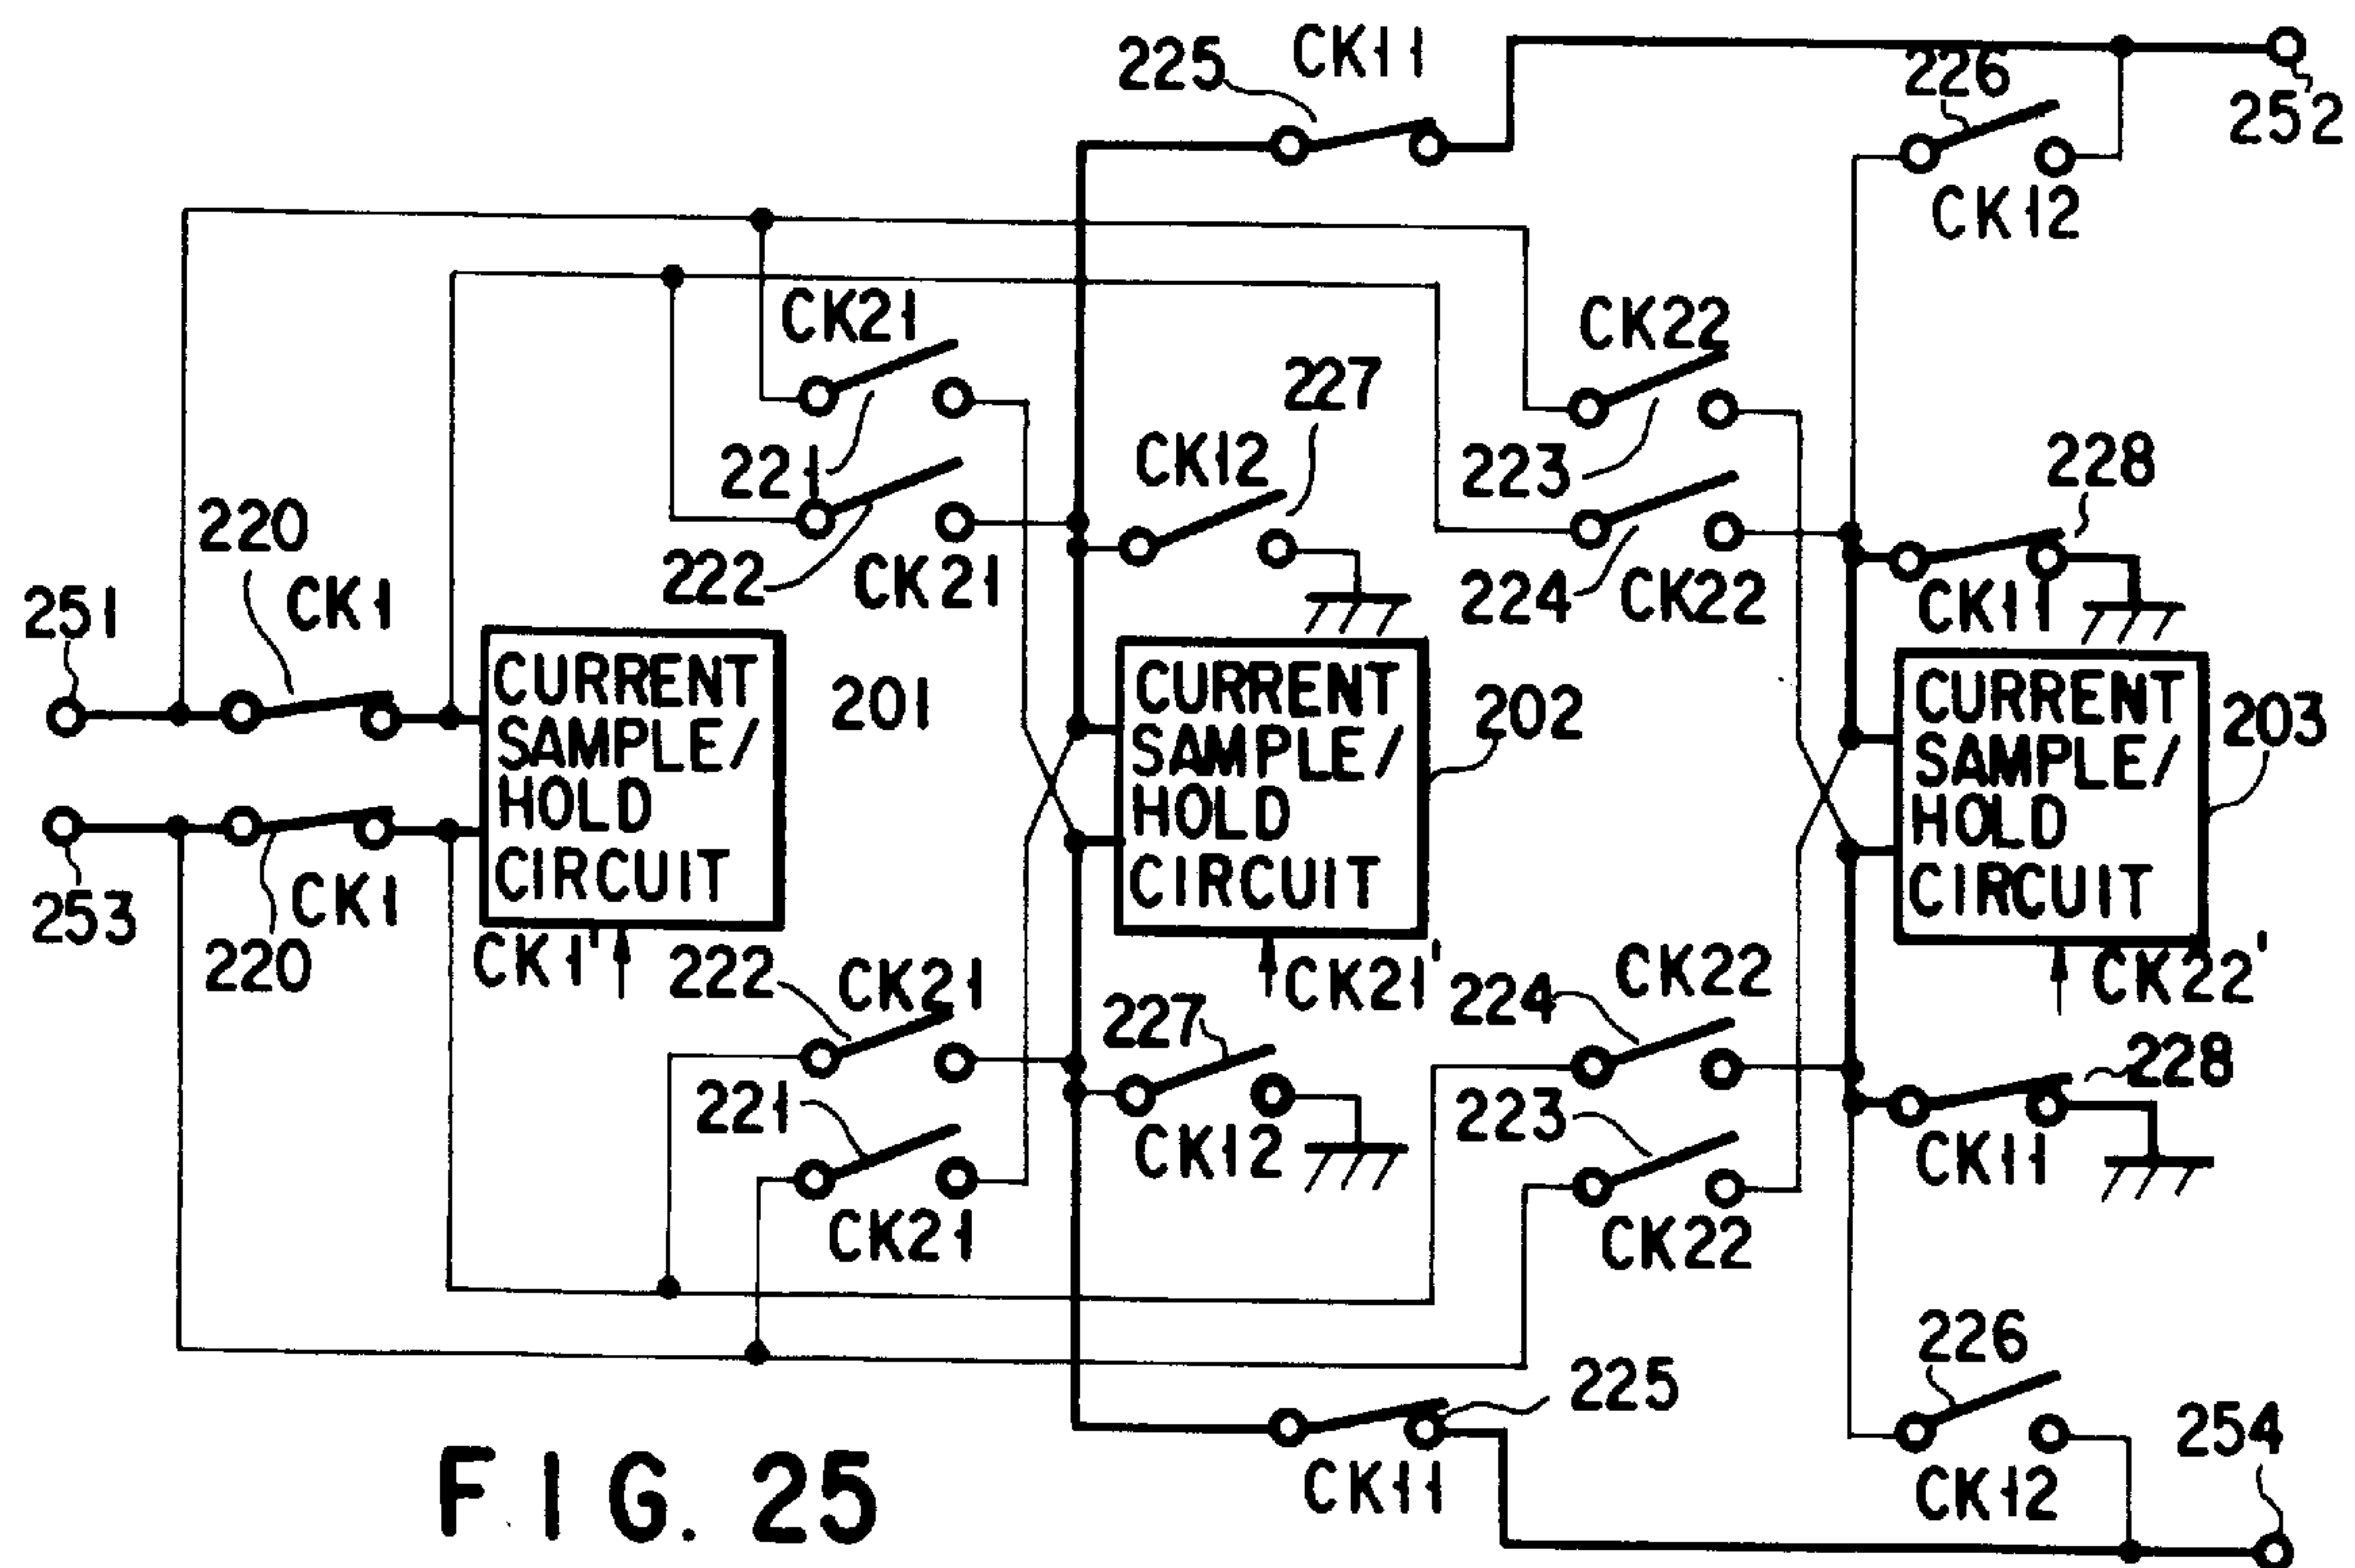 225 CK11
226
252
CK12
CK21
CK22
227
221
CK12
223
228
220
222
CK21
224
CK22
CK11
251
CK1
CURRENT
SAMPLE/
HOLD
CIRCUIT
201
CURRENT
SAMPLE/
HOLD
CIRCUIT
202
CURRENT
SAMPLE/
HOLD
CIRCUIT
203
253
CK1
220
CK1'
222
CK21
CK21'
224
CK22
CK22'
227
221
223
228
CK12
CK11
CK21
CK22
226
225
254
CK11
CK12
FIG. 25